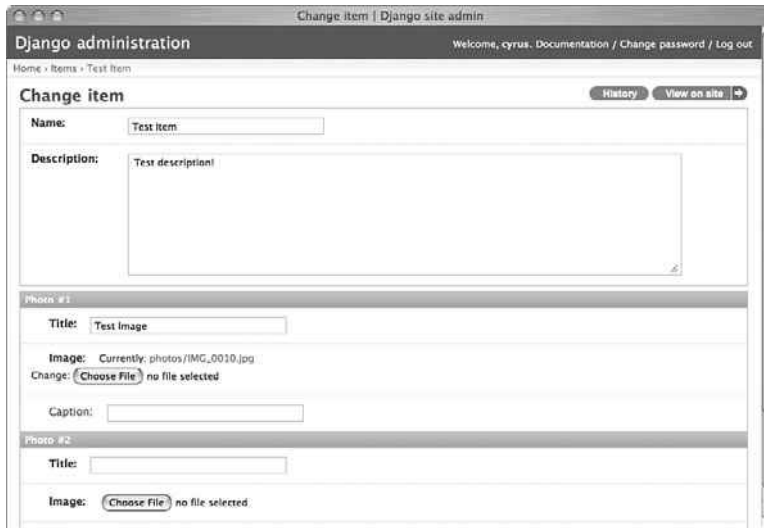 Change item | Django site admin
Django administration
Welcome, cyrus. Documentation / Change password / Log out
Home › Items › Test Item
Change item
History
View on site
Name:
Test Item
Description:
Test description!
Photo #1
Title:
Test Image
Image: Currently: photos/IMG_0010.jpg
Change: Choose File no file selected
Caption:
Photo #2
Title:
Image: Choose File no file selected